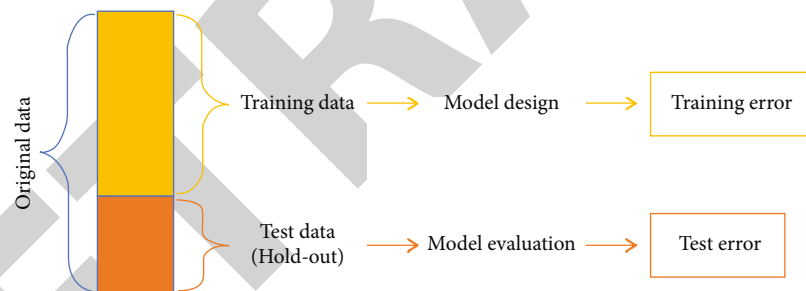 Original data
Training data
Model design
Training error
Test data
(Hold-out)
Model evaluation
Test error